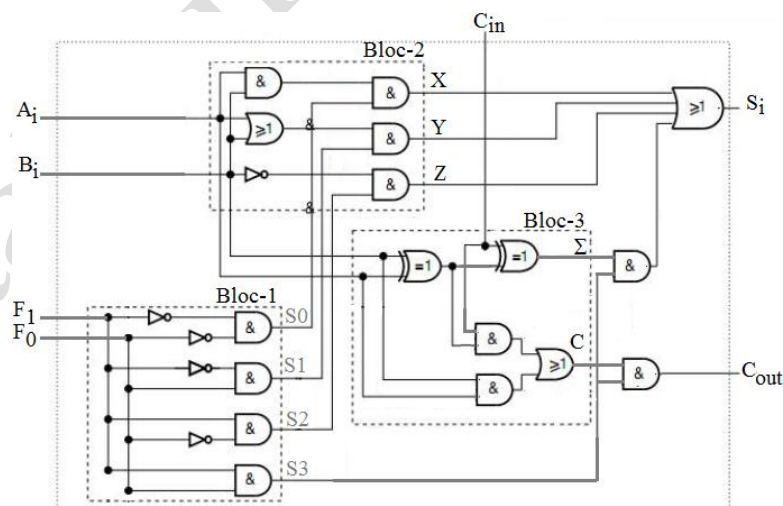 Cin
Bloc-2
&
&
X
Ai
≥1
&
&
Y
≥1
Si
Bi
&
Z
&
Bloc-3
=1
=1
Σ
&
Bloc-1
F1
F0
&
S0
&
C
≥1
&
S1
&
&
Cout
&
S2
&
S3